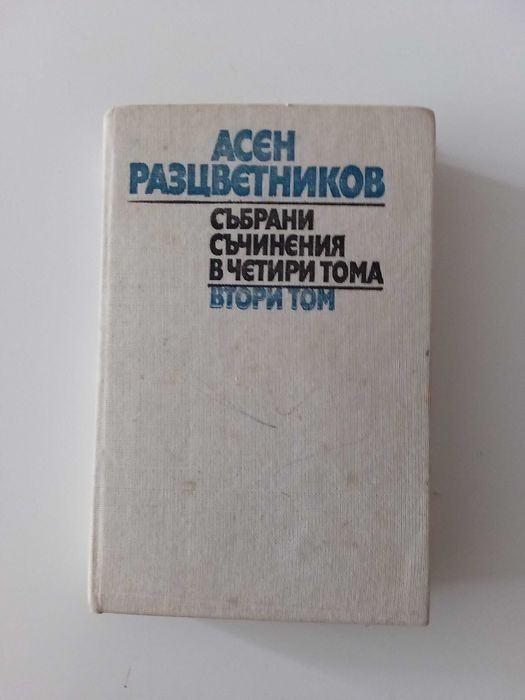 АСЕН
РАЗЦВЕТНИКОВ
СЪБРАНИ
СЪЧИНЕНИЯ
В ЧЕТИРИ ТОМА
ВТОРИ ТОМ